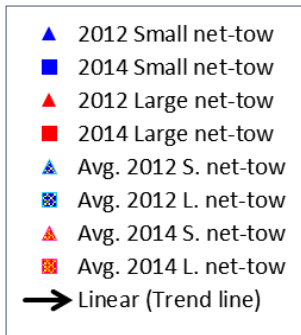 2012 Small net-tow
2014 Small net-tow
2012 Large net-tow
2014 Large net-tow
Avg. 2012 S. net-tow
Avg. 2012 L. net-tow
Avg. 2014 S. net-tow
Avg. 2014 L. net-tow
Linear (Trend line)